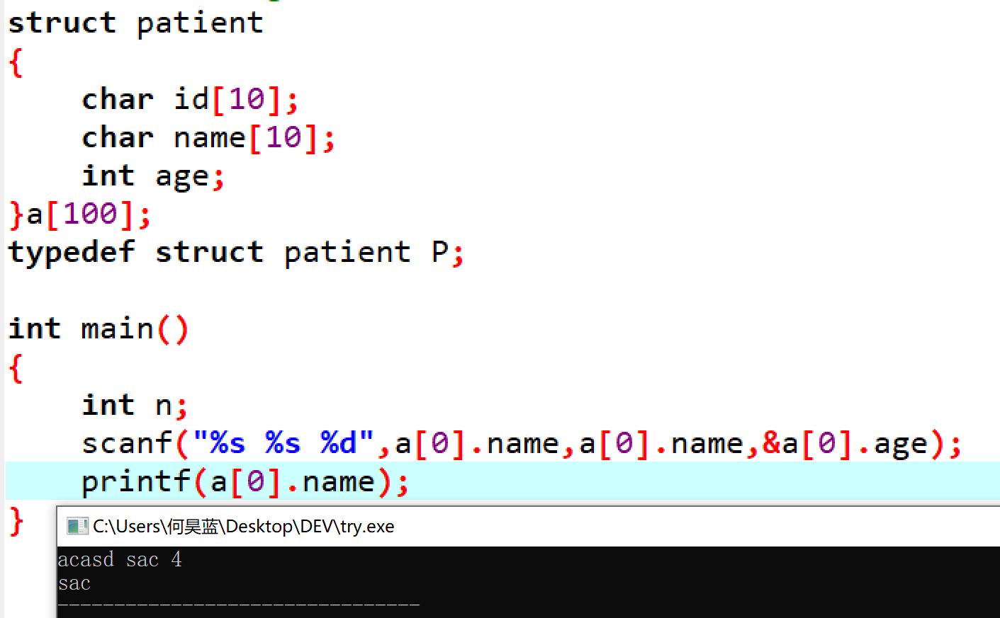 struct patient
{
    char id[10];
    char name[10];
    int age;
}a[100];
typedef struct patient P;
int main()
{
    int n;
    scanf("%s %s %d",a[0].name,a[0].name,&a[0].age);
    printf(a[0].name);
}
C:\Users\何昊蓝\Desktop\DEV\try.exe
acasd sac 4
sac
--------------------------------